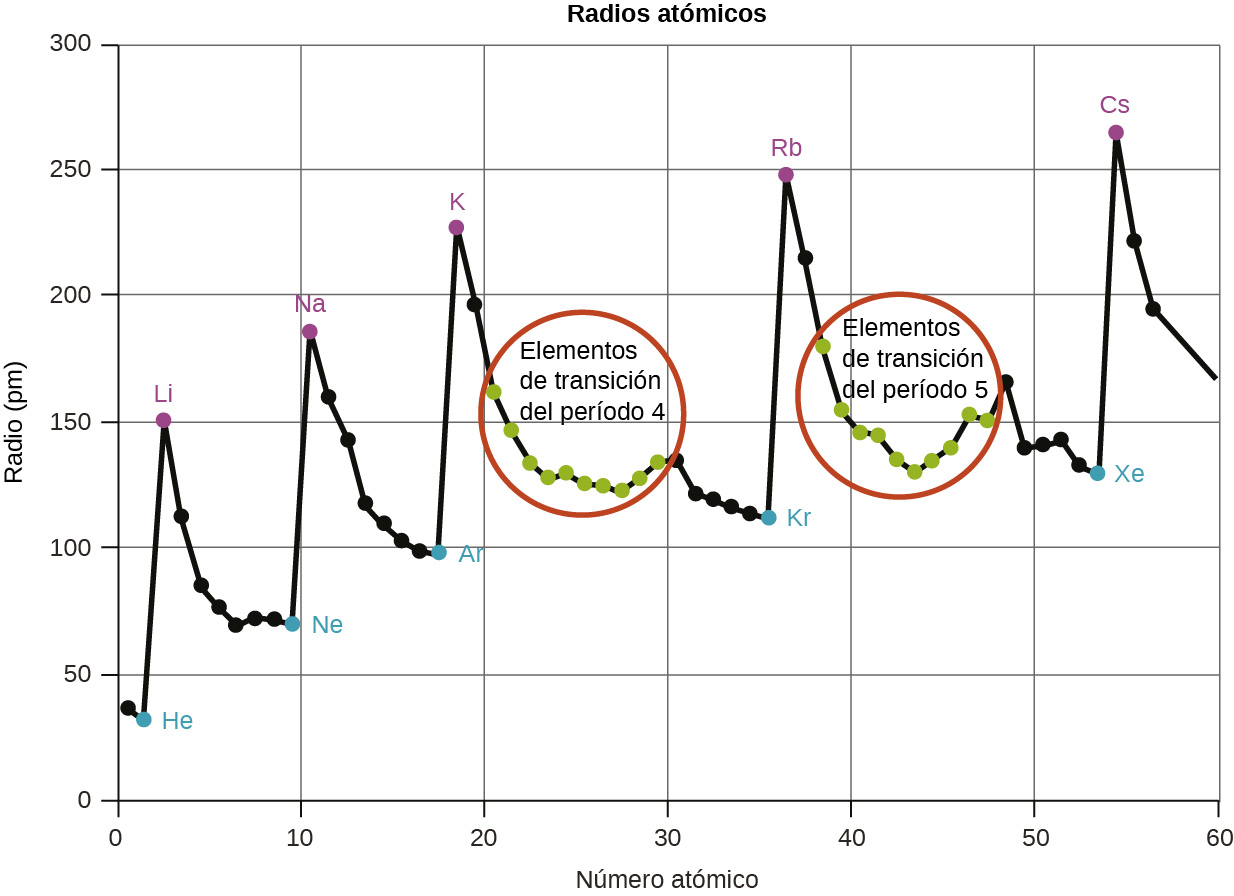 Radios atómicos
300
250
200
150
100
50
0
Radio (pm)
He
Li
Ne
Na
Ar
K
Elementos
de transición
del período 4
Kr
Rb
Elementos
de transición
del período 5
Xe
Cs
0
10
20
30
40
50
60
Número atómico